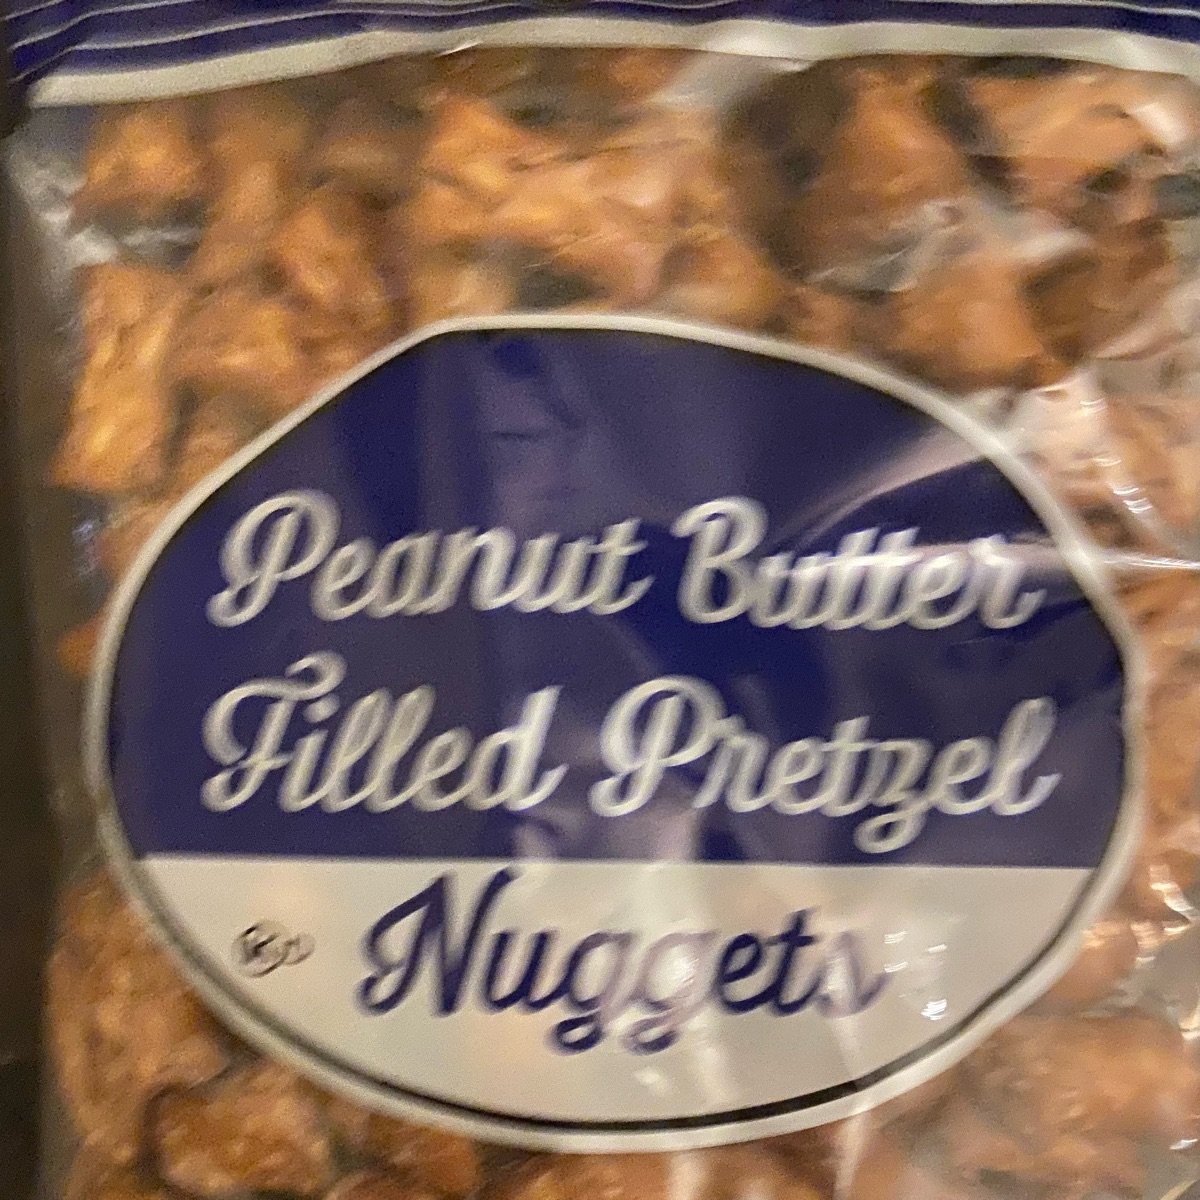 Peanut Butter
Filled Pretzel
Nuggets